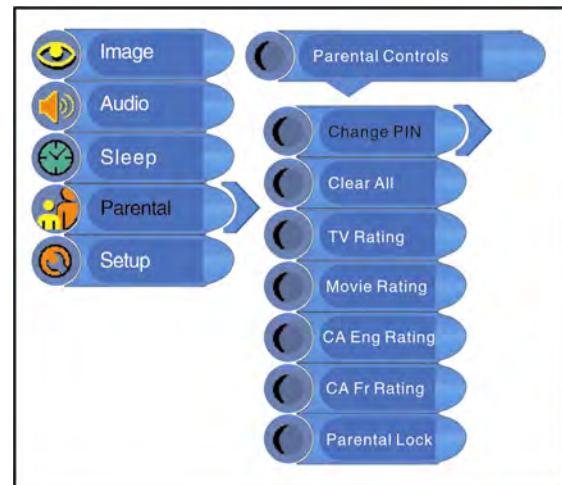 Image
Audio
Sleep
Parental
Setup
Parental Controls
Change PIN
Clear All
TV Rating
Movie Rating
CA Eng Rating
CA Fr Rating
Parental Lock